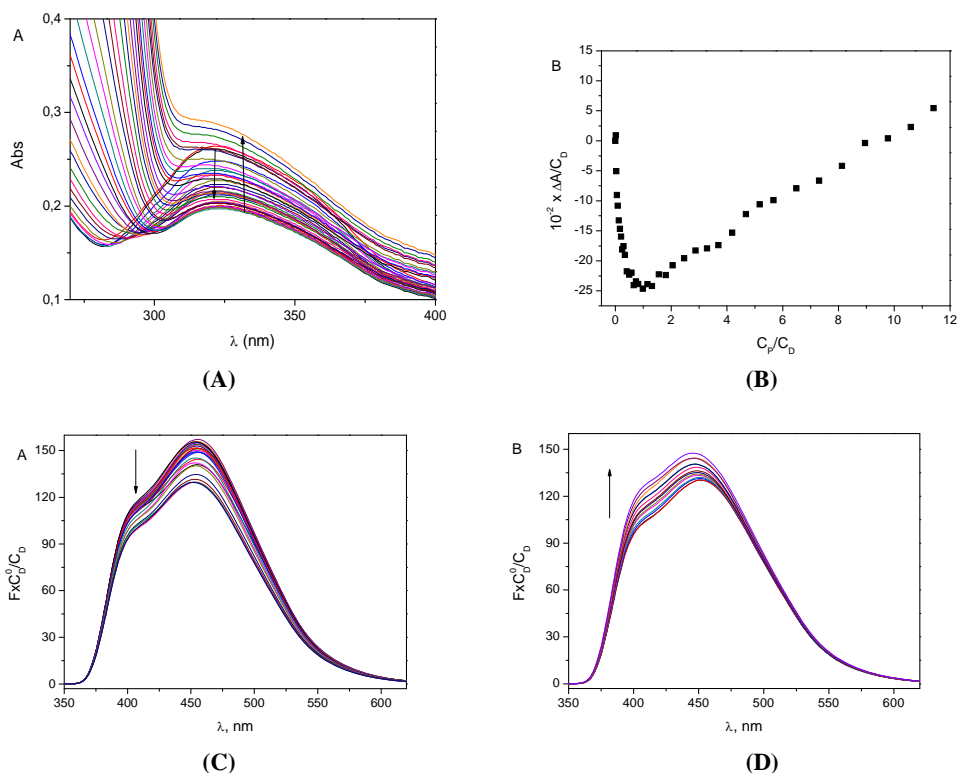 A
0,4
0,3
0,2
0,1
Abs
300
350
400
λ (nm)
(A)
B
15
10
5
0
-5
-10
-15
-20
-25
10⁻² x ΔA/C_D
0
2
4
6
8
10
12
C_P/C_D
(B)
A
150
120
90
60
30
0
FxC_D⁰/C_D
350
400
450
500
550
600
λ, nm
(C)
B
150
120
90
60
30
0
FxC_D⁰/C_D
350
400
450
500
550
600
λ, nm
(D)